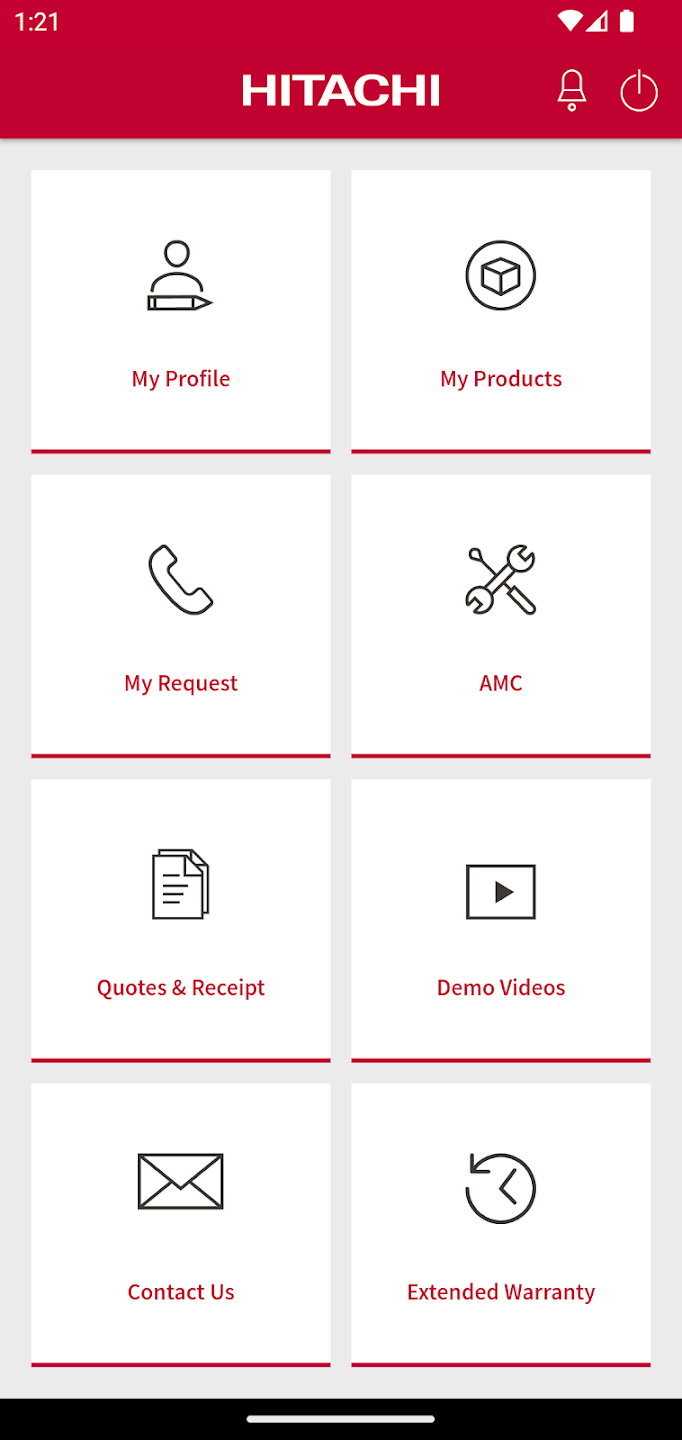 1:21
HITACHI
My Profile
My Products
My Request
AMC
Quotes & Receipt
Demo Videos
Contact Us
Extended Warranty